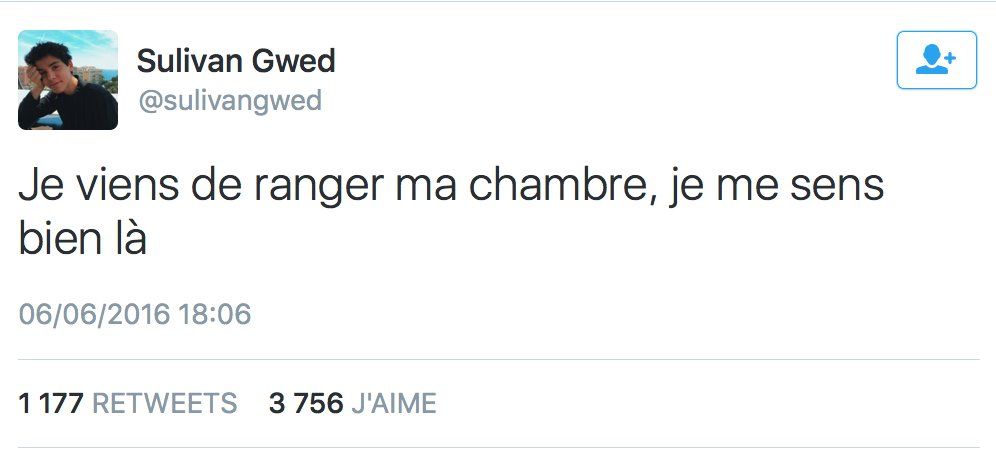 Sulivan Gwed
@sulivangwed
Je viens de ranger ma chambre, je me sens
bien là
06/06/2016 18:06
1 177 RETWEETS 3 756 J'AIME